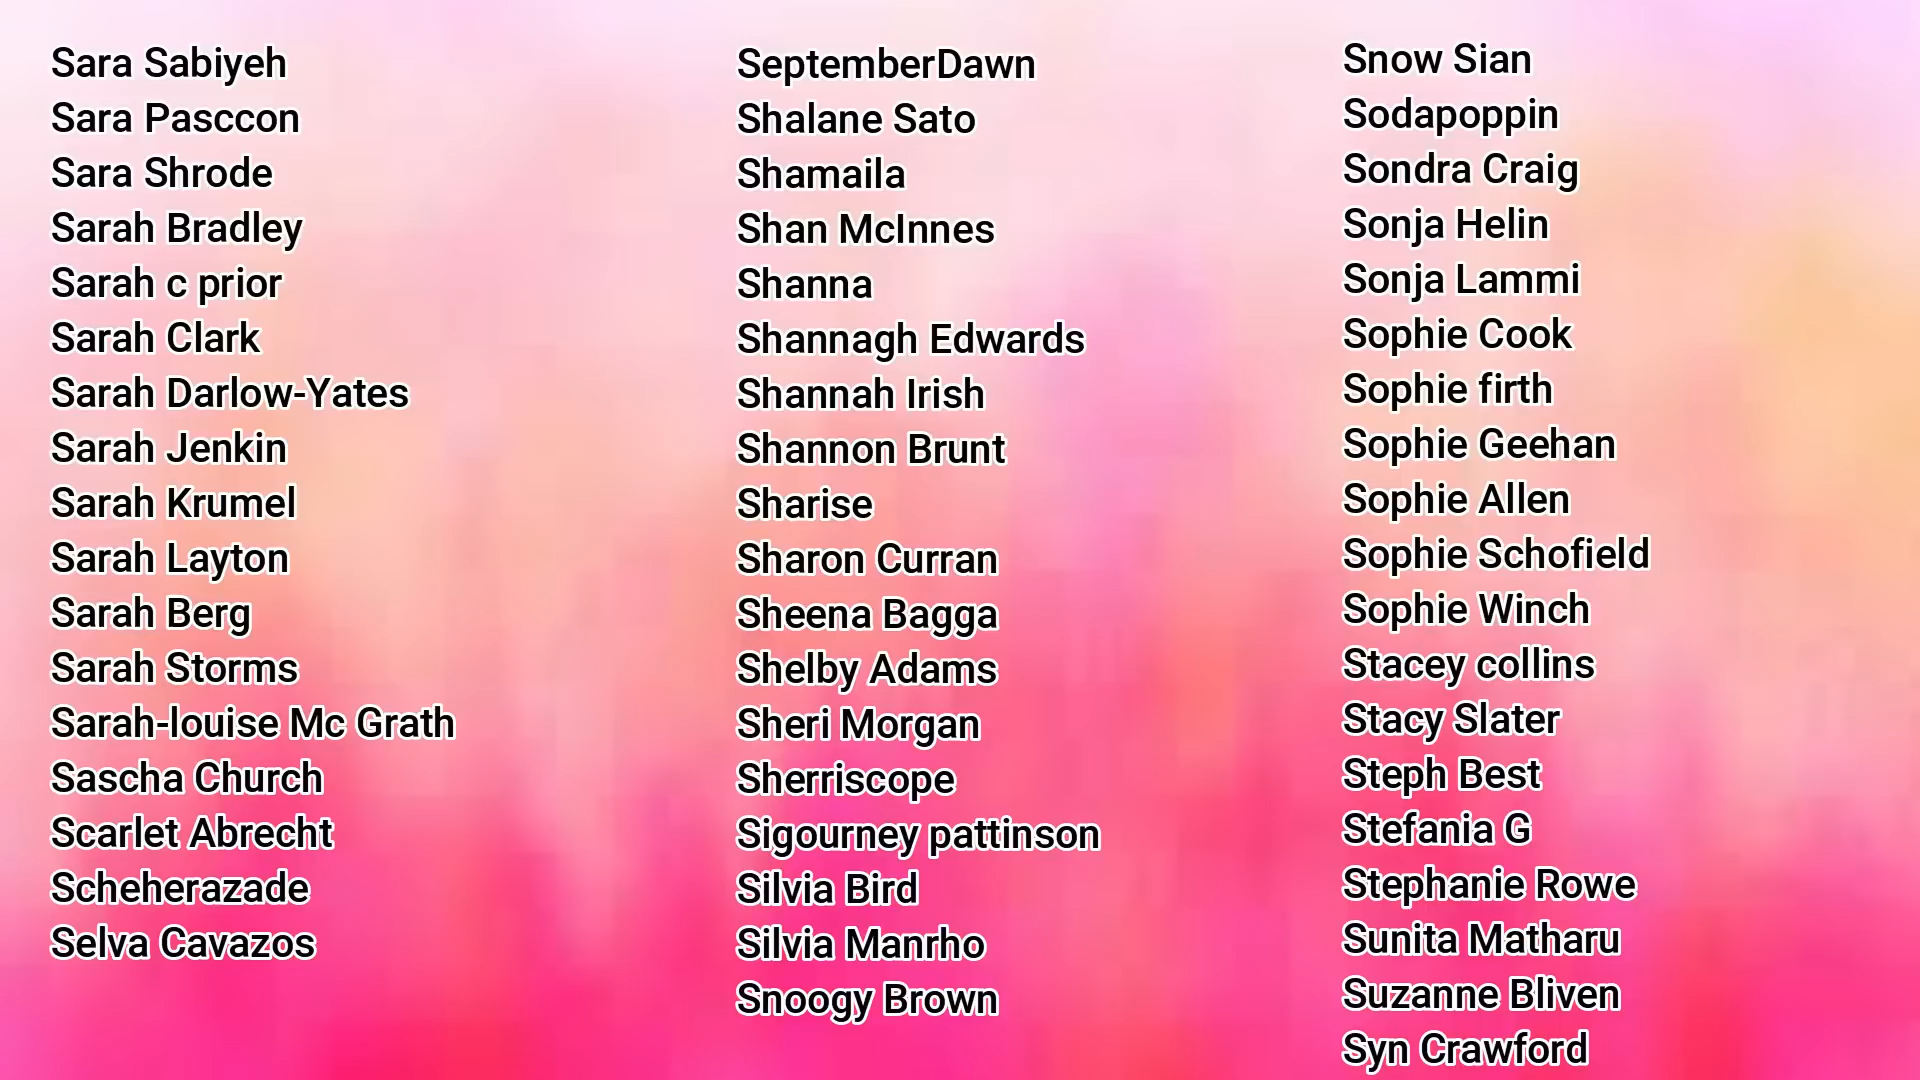 Sara Sabiyeh
Sara Pasccon
Sara Shrode
Sarah Bradley
Sarah c prior
Sarah Clark
Sarah Darlow-Yates
Sarah Jenkin
Sarah Krumel
Sarah Layton
Sarah Berg
Sarah Storms
Sarah-louise Mc Grath
Sascha Church
Scarlet Abrecht
Scheherazade
Selva Cavazos
SeptemberDawn
Shalane Sato
Shamaila
Shan McInnes
Shanna
Shannagh Edwards
Shannah Irish
Shannon Brunt
Sharise
Sharon Curran
Sheena Bagga
Shelby Adams
Sheri Morgan
Sherriscope
Sigourney pattinson
Silvia Bird
Silvia Manrho
Snoogy Brown
Snow Sian
Sodapoppin
Sondra Craig
Sonja Helin
Sonja Lammi
Sophie Cook
Sophie firth
Sophie Geehan
Sophie Allen
Sophie Schofield
Sophie Winch
Stacey collins
Stacy Slater
Steph Best
Stefania G
Stephanie Rowe
Sunita Matharu
Suzanne Bliven
Syn Crawford